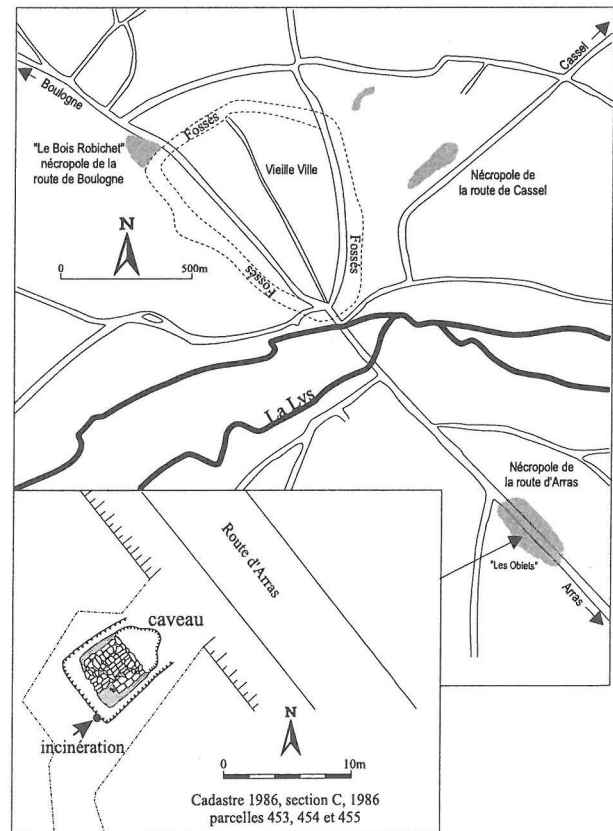 Cassel
Boulogne
Fossés
"Le Bois Robichet"
nécropole de la
route de Boulogne
Vieille Ville
Nécropole de
la route de Cassel
N
0 500m
Fossés
Fossés
La Lys
Nécropole de
la route d'Arras
"Les Oblets"
Arras
Route d'Arras
caveau
incinération
N
0 10m
Cadastre 1986, section C, 1986
parcelles 453, 454 et 455